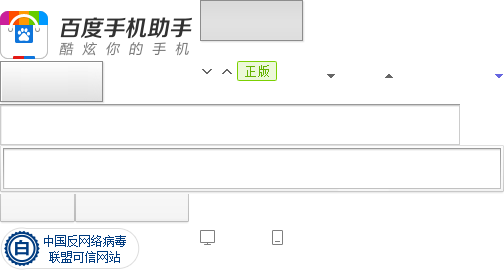 百度手机助手
酷炫你的手机
正版
白
中国反网络病毒
联盟可信网站